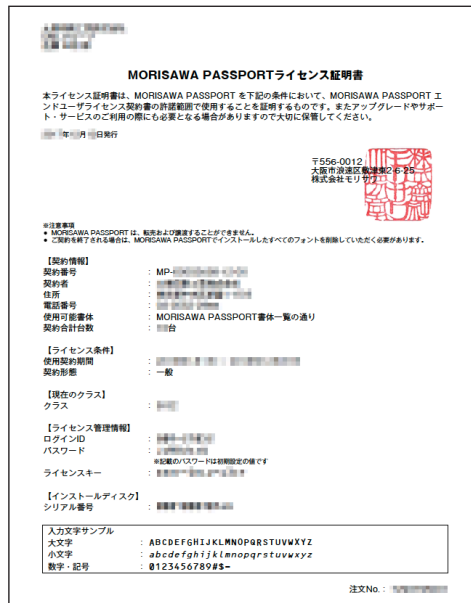 MORISAWA PASSPORTライセンス証明書
本ライセンス証明書は、MORISAWA PASSPORT を下記の条件において、MORISAWA PASSPORT エ
ンドユーザライセンス契約書の許諾範囲で使用することを証明するものです。またアップグレードやサポー
ト・サービスのご利用の際にも必要となる場合がありますので大切に保管してください。
年 月 日発行
〒556-0012
大阪市浪速区敷津東2-6-25
株式会社モリサワ
※注意事項
● MORISAWA PASSPORT は、転売および譲渡することができません。
● ご契約を終了される場合は、MORISAWA PASSPORTでインストールしたすべてのフォントを削除していただく必要があります。
【契約情報】
契約番号 : MP-
契約者 :
住所 :
電話番号 :
使用可能書体 : MORISAWA PASSPORT書体一覧の通り
契約合計台数 : 台
【ライセンス条件】
使用契約期間 :
契約形態 : 一般
【現在のクラス】
クラス :
【ライセンス管理情報】
ログインID :
パスワード :
※記載のパスワードは初期設定の値です
ライセンスキー :
【インストールディスク】
シリアル番号 :
入力文字サンプル
大文字 : ABCDEFGHIJKLMNOPQRSTUVWXYZ
小文字 : abcdefghijklmnopqrstuvwxyz
数字・記号 : 0123456789#$-
注文No. :